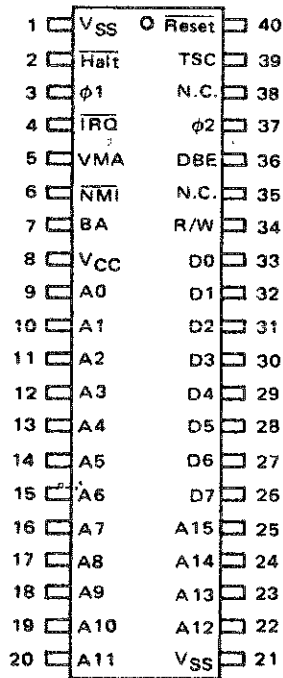 1 VSS O Reset 40
2 Halt TSC 39
3 ϕ1 N.C. 38
4 IRQ ϕ2 37
5 VMA DBE 36
6 NMI N.C. 35
7 BA R/W 34
8 VCC D0 33
9 A0 D1 32
10 A1 D2 31
11 A2 D3 30
12 A3 D4 29
13 A4 D5 28
14 A5 D6 27
15 A6 D7 26
16 A7 A15 25
17 A8 A14 24
18 A9 A13 23
19 A10 A12 22
20 A11 VSS 21